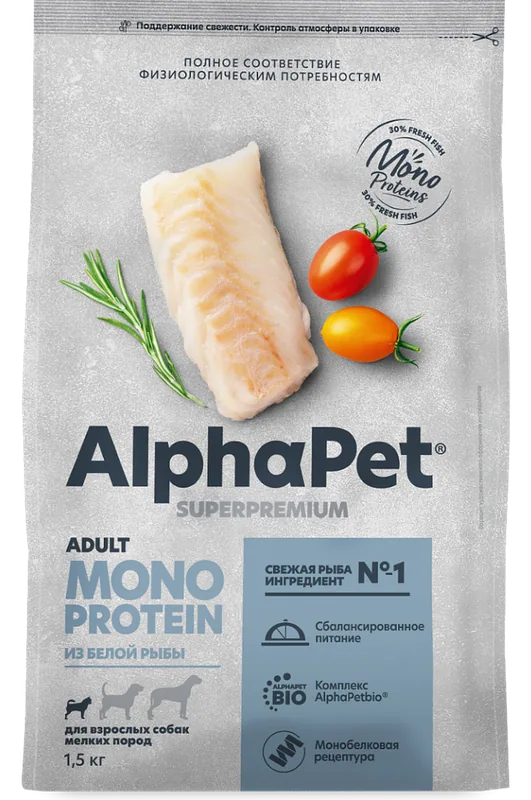 Поддержание свежести. Контроль атмосферы в упаковке
ПОЛНОЕ СООТВЕТСТВИЕ
ФИЗИОЛОГИЧЕСКИМ ПОТРЕБНОСТЯМ
30% FRESH FISH
Mono
Proteins
30% FRESH FISH
AlphaPet®
SUPERPREMIUM
ADULT
MONO
PROTEIN
ИЗ БЕЛОЙ РЫБЫ
для взрослых собак
мелких пород
1,5 кг
СВЕЖАЯ РЫБА
ИНГРЕДИЕНТ №1
Сбалансированное
питание
ALPHAPET
BIO
Комплекс
AlphaPetbio®
Монобелковая
рецептура